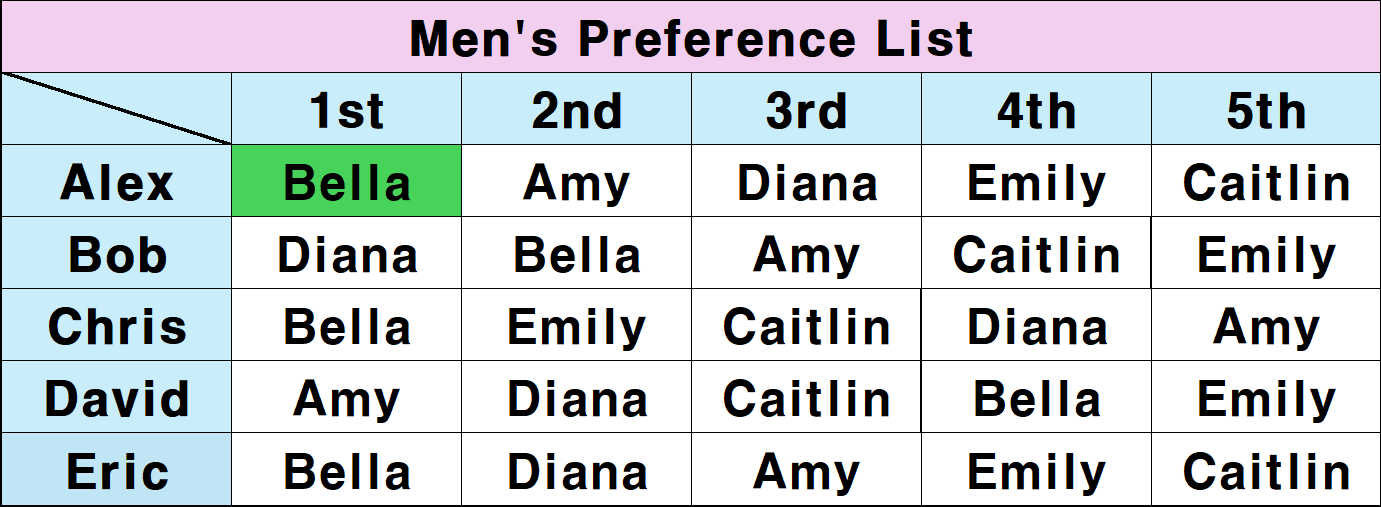 Men's Preference List
1st 2nd 3rd 4th 5th
Alex Bella Amy Diana Emily Caitlin
Bob Diana Bella Amy Caitlin Emily
Chris Bella Emily Caitlin Diana Amy
David Amy Diana Caitlin Bella Emily
Eric Bella Diana Amy Emily Caitlin